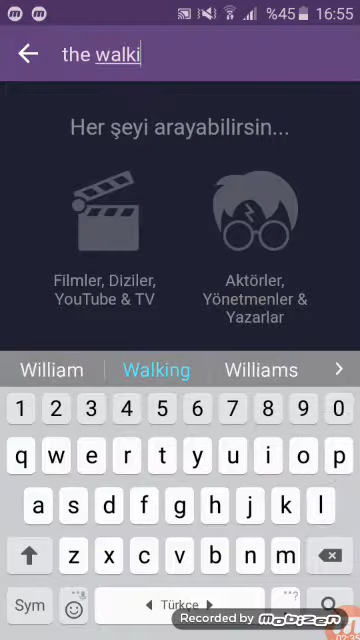 %45 16:55
the walki
Her şeyi arayabilirsin...
Filmler, Diziler,
YouTube & TV
Aktörler,
Yönetmenler &
Yazarlar
William Walking Williams
1 2 3 4 5 6 7 8 9 0
q w e r t y u i o p
a s d f g h j k l
z x c v b n m
Sym Türkçe
Recorded by MOBIZEN